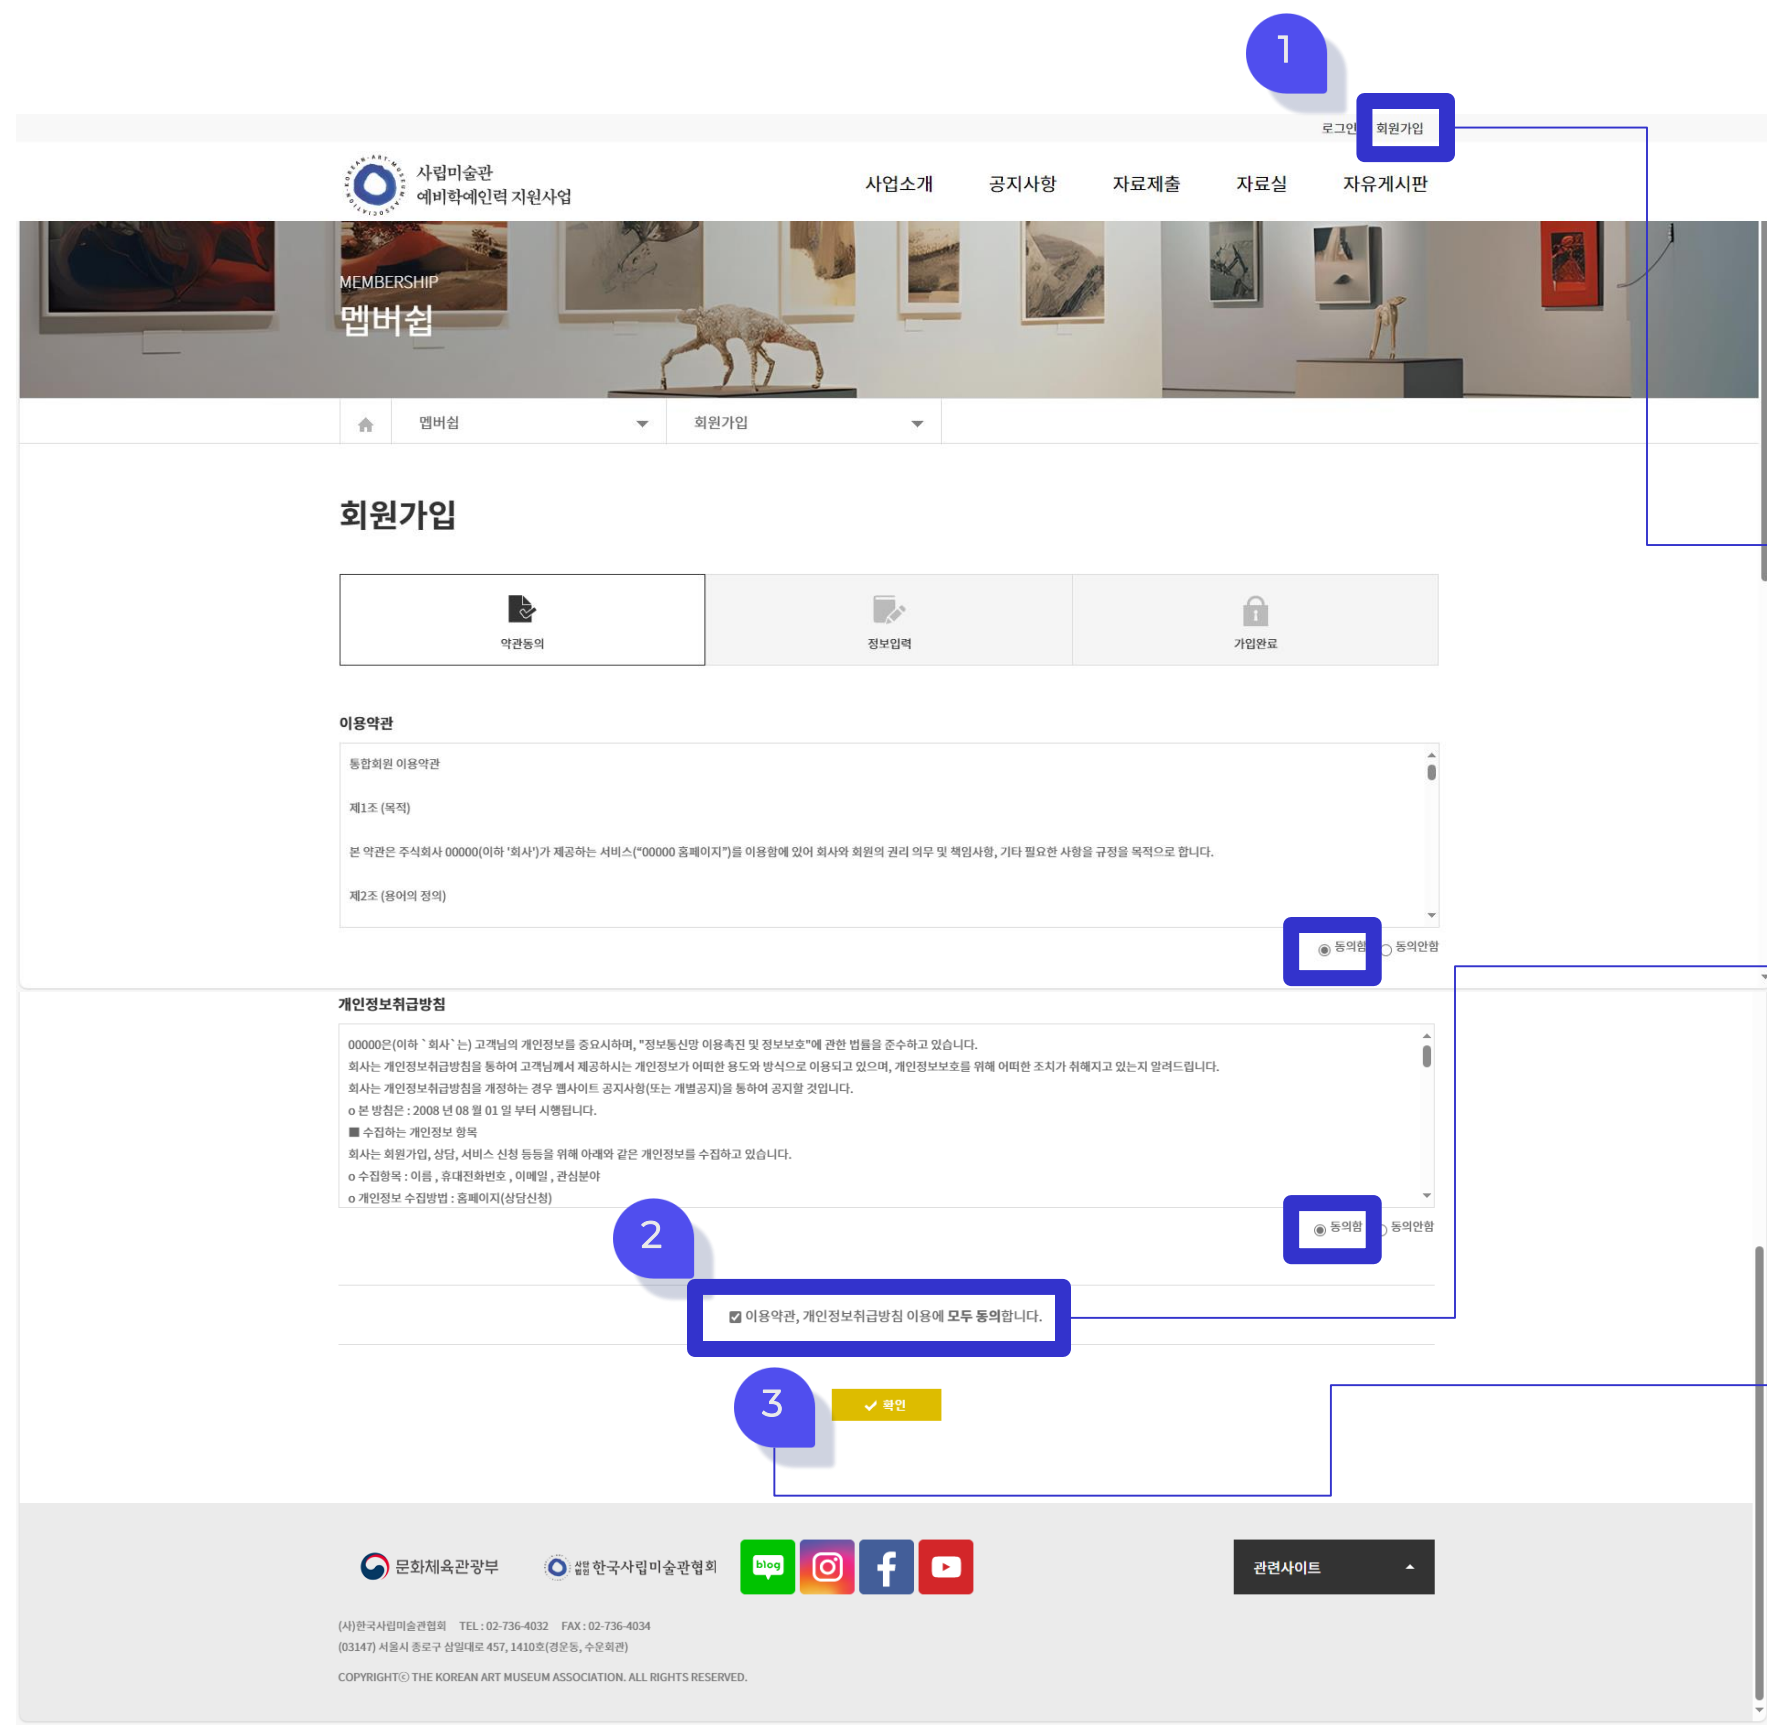 1
로그인 회원가입
사립미술관
예비학예인력 지원사업
사업소개 공지사항 자료제출 자료실 자유게시판
MEMBERSHIP
멥버쉽
멥버쉽 회원가입
회원가입
약관동의 정보입력 가입완료
이용약관
통합회원 이용약관
제1조 (목적)
본 약관은 주식회사 00000(이하 '회사')가 제공하는 서비스(“00000 홈페이지”)를 이용함에 있어 회사와 회원의 권리 의무 및 책임사항, 기타 필요한 사항을 규정을 목적으로 합니다.
제2조 (용어의 정의)
동의함 동의안함
개인정보취급방침
00000은(이하 `회사`는) 고객님의 개인정보를 중요시하며, "정보통신망 이용촉진 및 정보보호"에 관한 법률을 준수하고 있습니다.
회사는 개인정보취급방침을 통하여 고객님께서 제공하시는 개인정보가 어떠한 용도와 방식으로 이용되고 있으며, 개인정보보호를 위해 어떠한 조치가 취해지고 있는지 알려드립니다.
회사는 개인정보취급방침을 개정하는 경우 웹사이트 공지사항(또는 개별공지)을 통하여 공지할 것입니다.
ο 본 방침은 : 2008 년 08 월 01 일 부터 시행됩니다.
■ 수집하는 개인정보 항목
회사는 회원가입, 상담, 서비스 신청 등등을 위해 아래와 같은 개인정보를 수집하고 있습니다.
ο 수집항목 : 이름 , 휴대전화번호 , 이메일 , 관심분야
ο 개인정보 수집방법 : 홈페이지(상담신청)
동의함 동의안함
2
이용약관, 개인정보취급방침 이용에 모두 동의합니다.
3
확인
문화체육관광부 사단법인 한국사립미술관협회 blog 관련사이트
(사)한국사립미술관협회 TEL : 02-736-4032 FAX : 02-736-4034
(03147) 서울시 종로구 삼일대로 457, 1410호(경운동, 수운회관)
COPYRIGHTⓒ THE KOREAN ART MUSEUM ASSOCIATION. ALL RIGHTS RESERVED.